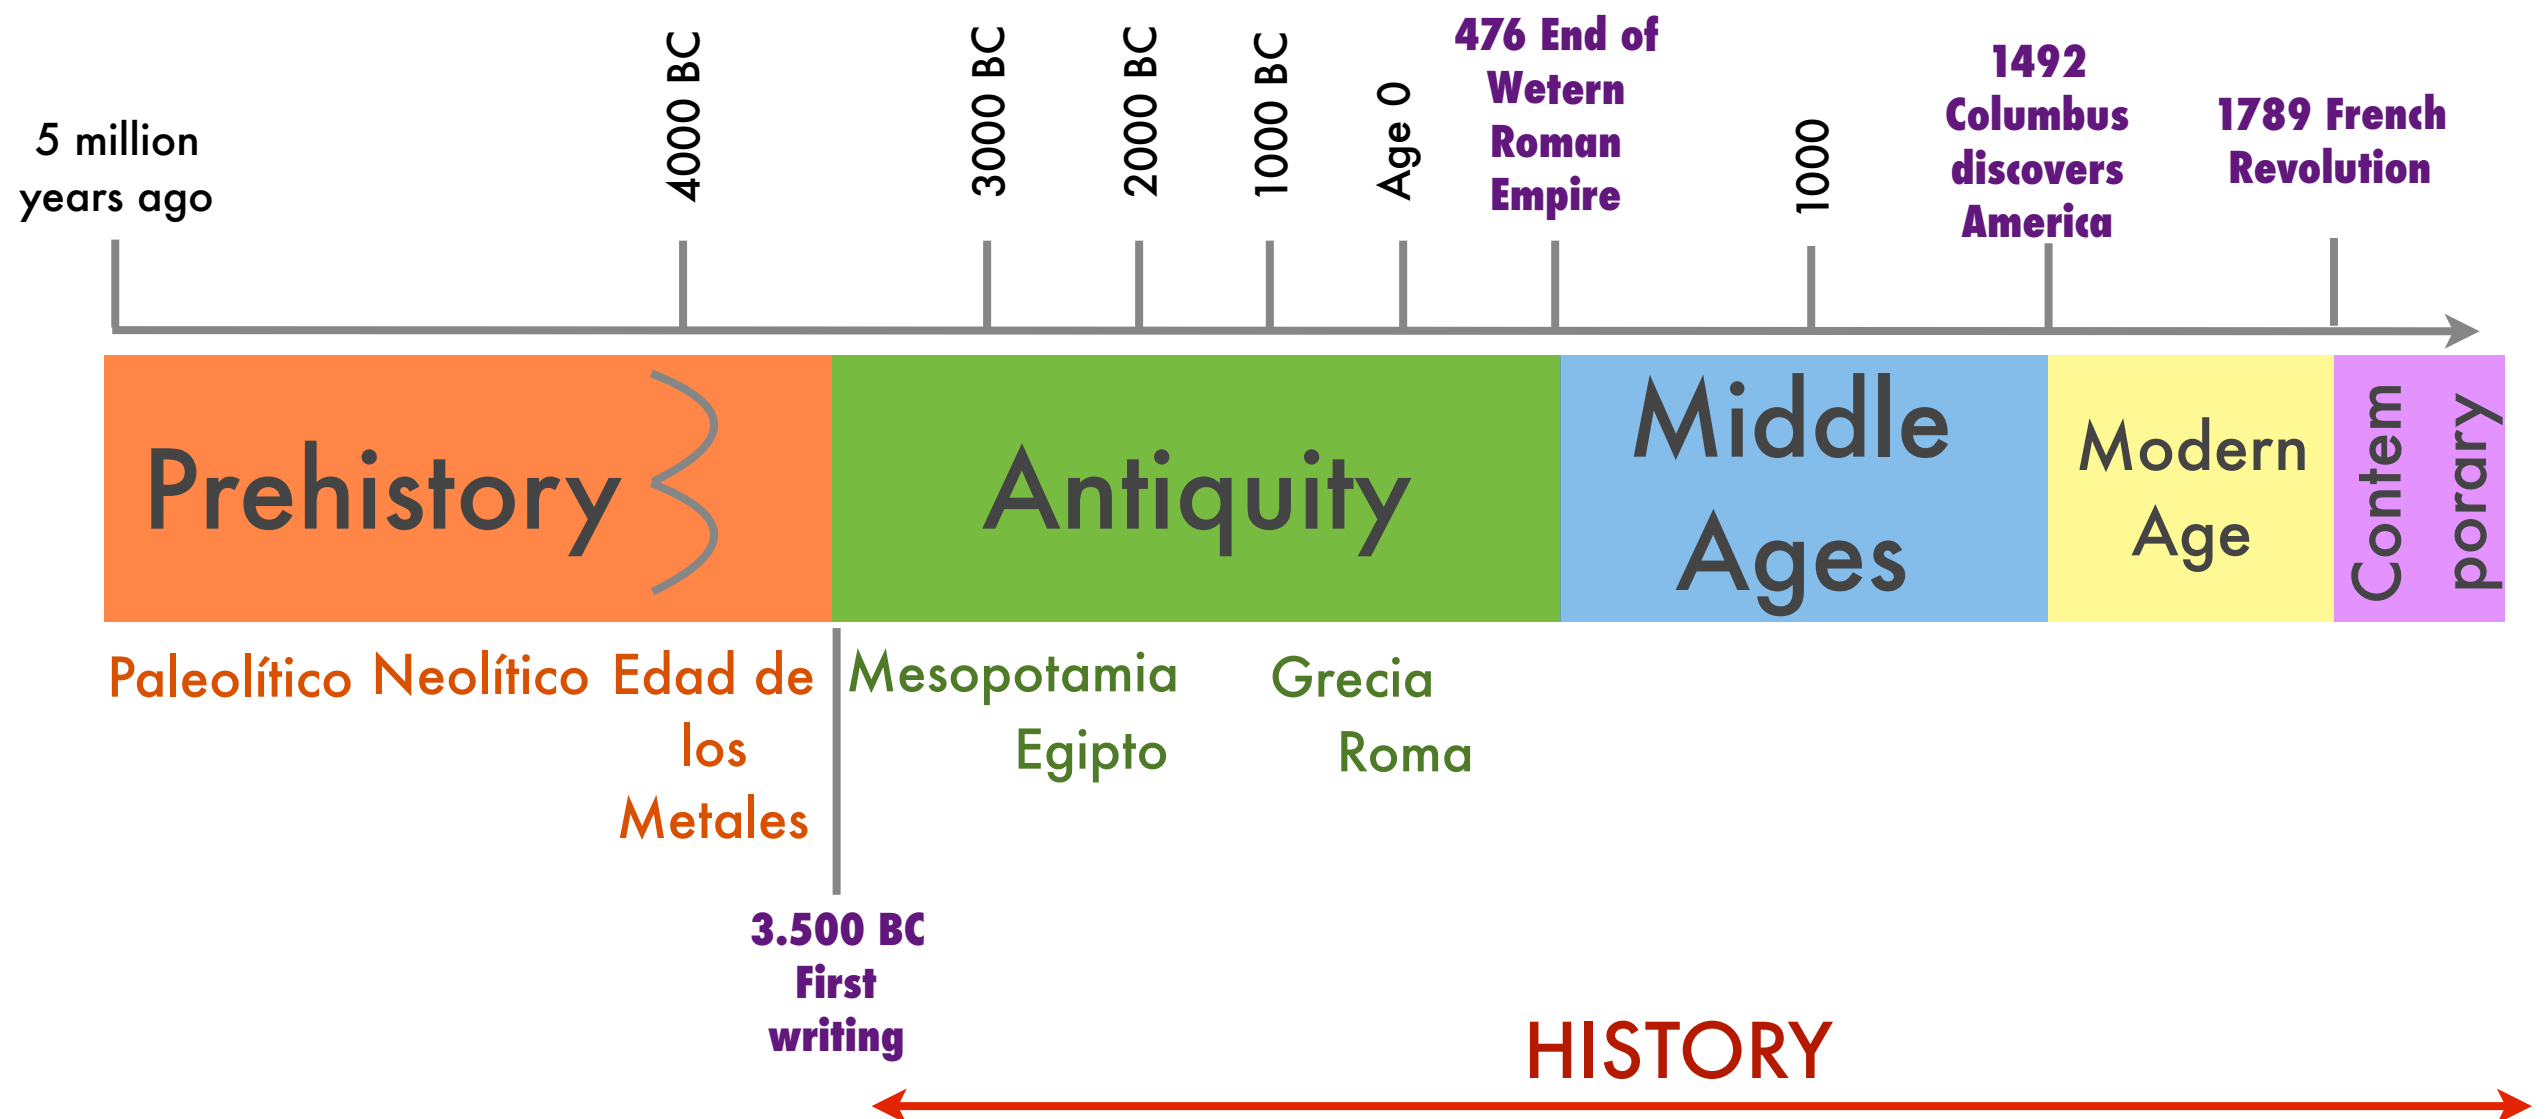 5 million
years ago
4000 BC
3000 BC
2000 BC
1000 BC
Age 0
476 End of
Wetern
Roman
Empire
1000
1492
Columbus
discovers
America
1789 French
Revolution
Prehistory
Antiquity
Middle
Ages
Modern
Age
Contem
porary
Paleolítico
Neolítico
Edad de
los
Metales
Mesopotamia
Egipto
Grecia
Roma
3.500 BC
First
writing
HISTORY